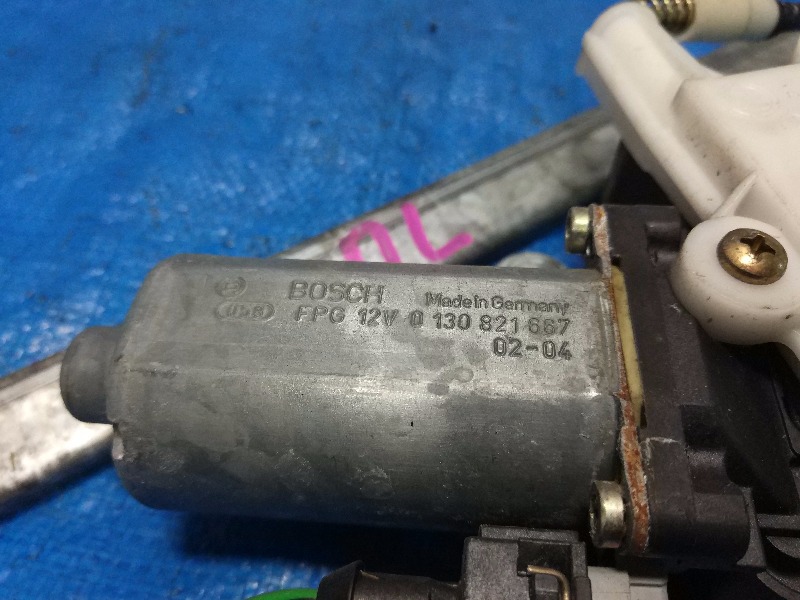 BOSCH Made in Germany
FPG 12V 0 130 821 667
02-04